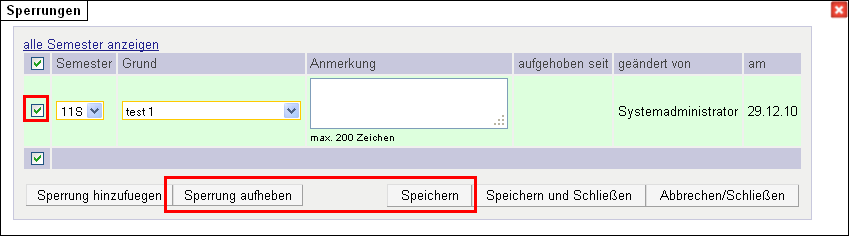 Sperrungen
alle Semester anzeigen
Semester Grund Anmerkung aufgehoben seit geändert von am
11S test 1 Systemadministrator 29.12.10
max. 200 Zeichen
Sperrung hinzufuegen Sperrung aufheben Speichern Speichern und Schließen Abbrechen/Schließen